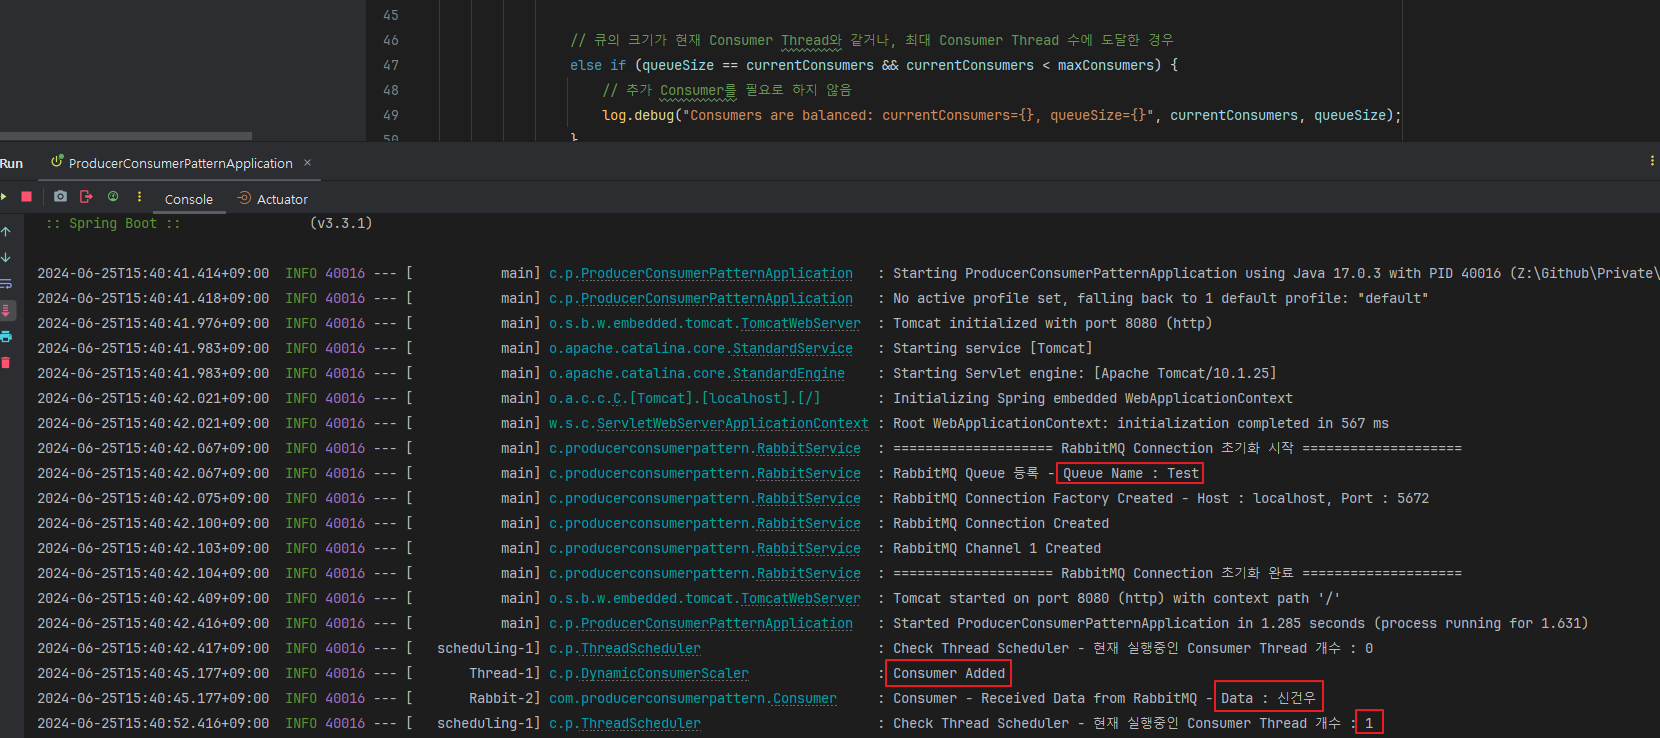 45
46 // 큐의 크기가 현재 Consumer Thread와 같거나, 최대 Consumer Thread 수에 도달한 경우
47 else if (queueSize == currentConsumers && currentConsumers < maxConsumers) {
48 // 추가 Consumer를 필요로 하지 않음
49 log.debug("Consumers are balanced: currentConsumers={}, queueSize={}", currentConsumers, queueSize);
50 }
Run ProducerConsumerPatternApplication ×
Console Actuator
:: Spring Boot :: (v3.3.1)
2024-06-25T15:40:41.414+09:00 INFO 40016 --- [ main] c.p.ProducerConsumerPatternApplication : Starting ProducerConsumerPatternApplication using Java 17.0.3 with PID 40016 (Z:\Github\Private\
2024-06-25T15:40:41.418+09:00 INFO 40016 --- [ main] c.p.ProducerConsumerPatternApplication : No active profile set, falling back to 1 default profile: "default"
2024-06-25T15:40:41.976+09:00 INFO 40016 --- [ main] o.s.b.w.embedded.tomcat.TomcatWebServer : Tomcat initialized with port 8080 (http)
2024-06-25T15:40:41.983+09:00 INFO 40016 --- [ main] o.apache.catalina.core.StandardService : Starting service [Tomcat]
2024-06-25T15:40:41.983+09:00 INFO 40016 --- [ main] o.apache.catalina.core.StandardEngine : Starting Servlet engine: [Apache Tomcat/10.1.25]
2024-06-25T15:40:42.021+09:00 INFO 40016 --- [ main] o.a.c.c.C.[Tomcat].[localhost].[/] : Initializing Spring embedded WebApplicationContext
2024-06-25T15:40:42.021+09:00 INFO 40016 --- [ main] w.s.c.ServletWebServerApplicationContext : Root WebApplicationContext: initialization completed in 567 ms
2024-06-25T15:40:42.067+09:00 INFO 40016 --- [ main] c.producerconsumerpattern.RabbitService : ==================== RabbitMQ Connection 초기화 시작 ====================
2024-06-25T15:40:42.067+09:00 INFO 40016 --- [ main] c.producerconsumerpattern.RabbitService : RabbitMQ Queue 등록 - Queue Name : Test
2024-06-25T15:40:42.075+09:00 INFO 40016 --- [ main] c.producerconsumerpattern.RabbitService : RabbitMQ Connection Factory Created - Host : localhost, Port : 5672
2024-06-25T15:40:42.100+09:00 INFO 40016 --- [ main] c.producerconsumerpattern.RabbitService : RabbitMQ Connection Created
2024-06-25T15:40:42.103+09:00 INFO 40016 --- [ main] c.producerconsumerpattern.RabbitService : RabbitMQ Channel 1 Created
2024-06-25T15:40:42.104+09:00 INFO 40016 --- [ main] c.producerconsumerpattern.RabbitService : ==================== RabbitMQ Connection 초기화 완료 ====================
2024-06-25T15:40:42.409+09:00 INFO 40016 --- [ main] o.s.b.w.embedded.tomcat.TomcatWebServer : Tomcat started on port 8080 (http) with context path '/'
2024-06-25T15:40:42.416+09:00 INFO 40016 --- [ main] c.p.ProducerConsumerPatternApplication : Started ProducerConsumerPatternApplication in 1.285 seconds (process running for 1.631)
2024-06-25T15:40:42.417+09:00 INFO 40016 --- [ scheduling-1] c.p.ThreadScheduler : Check Thread Scheduler - 현재 실행중인 Consumer Thread 개수 : 0
2024-06-25T15:40:45.177+09:00 INFO 40016 --- [ Thread-1] c.p.DynamicConsumerScaler : Consumer Added
2024-06-25T15:40:45.177+09:00 INFO 40016 --- [ Rabbit-2] com.producerconsumerpattern.Consumer : Consumer - Received Data from RabbitMQ - Data : 신건우
2024-06-25T15:40:52.416+09:00 INFO 40016 --- [ scheduling-1] c.p.ThreadScheduler : Check Thread Scheduler - 현재 실행중인 Consumer Thread 개수 : 1